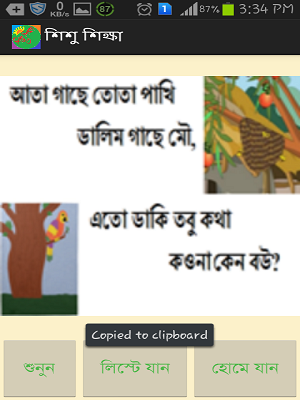 0 KB/s 87 1 87% 3:34 PM
শিশু শিক্ষা
আতা গাছে তোতা পাখি
ডালিম গাছে মৌ,
এতো ডাকি তবু কথা
কওনা কেন বউ?
Copied to clipboard
শুনুন
লিস্টে যান
হোমে যান